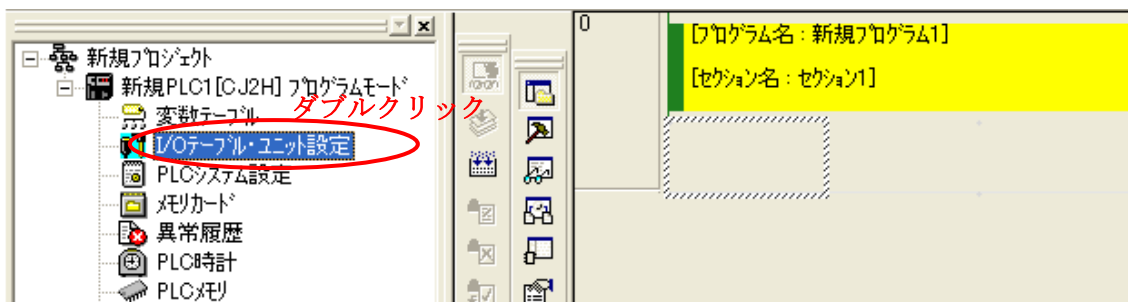 新規ﾌﾟﾛｼﾞｪｸﾄ
新規PLC1[CJ2H] ﾌﾟﾛｸﾞﾗﾑﾓｰﾄﾞ
変数ﾃｰﾌﾞﾙ
ダブルクリック
I/Oﾃｰﾌﾞﾙ・ﾕﾆｯﾄ設定
PLCｼｽﾃﾑ設定
ﾒﾓﾘｶｰﾄﾞ
異常履歴
PLC時計
PLCﾒﾓﾘ
0
[ﾌﾟﾛｸﾞﾗﾑ名 : 新規ﾌﾟﾛｸﾞﾗﾑ1]
[ｾｸｼｮﾝ名 : ｾｸｼｮﾝ1]